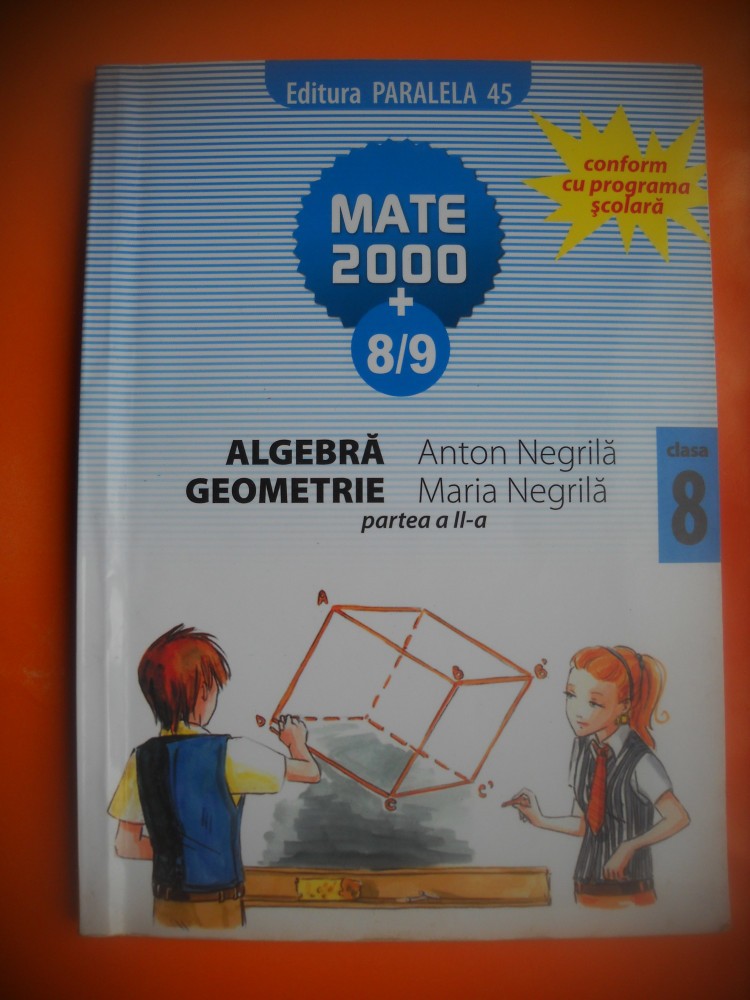 Editura PARALELA 45
conform
cu programa
şcolară
MATE
2000
+
8/9
ALGEBRĂ Anton Negrilă
GEOMETRIE Maria Negrilă
partea a II-a
clasa
8
A
B
B'
D
C
C'